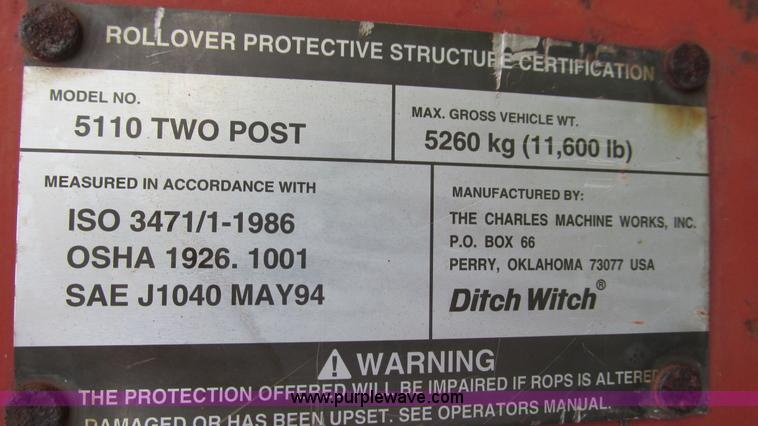 ROLLOVER PROTECTIVE STRUCTURE CERTIFICATION
MODEL NO.
5110 TWO POST
MAX. GROSS VEHICLE WT.
5260 kg (11,600 lb)
MEASURED IN ACCORDANCE WITH
ISO 3471/1-1986
OSHA 1926. 1001
SAE J1040 MAY94
MANUFACTURED BY:
THE CHARLES MACHINE WORKS, INC.
P.O. BOX 66
PERRY, OKLAHOMA 73077 USA
Ditch Witch®
WARNING
THE PROTECTION OFFERED WILL BE IMPAIRED IF ROPS IS ALTERED
www.purplewave.com
DAMAGED OR HAS BEEN UPSET. SEE OPERATORS MANUAL.